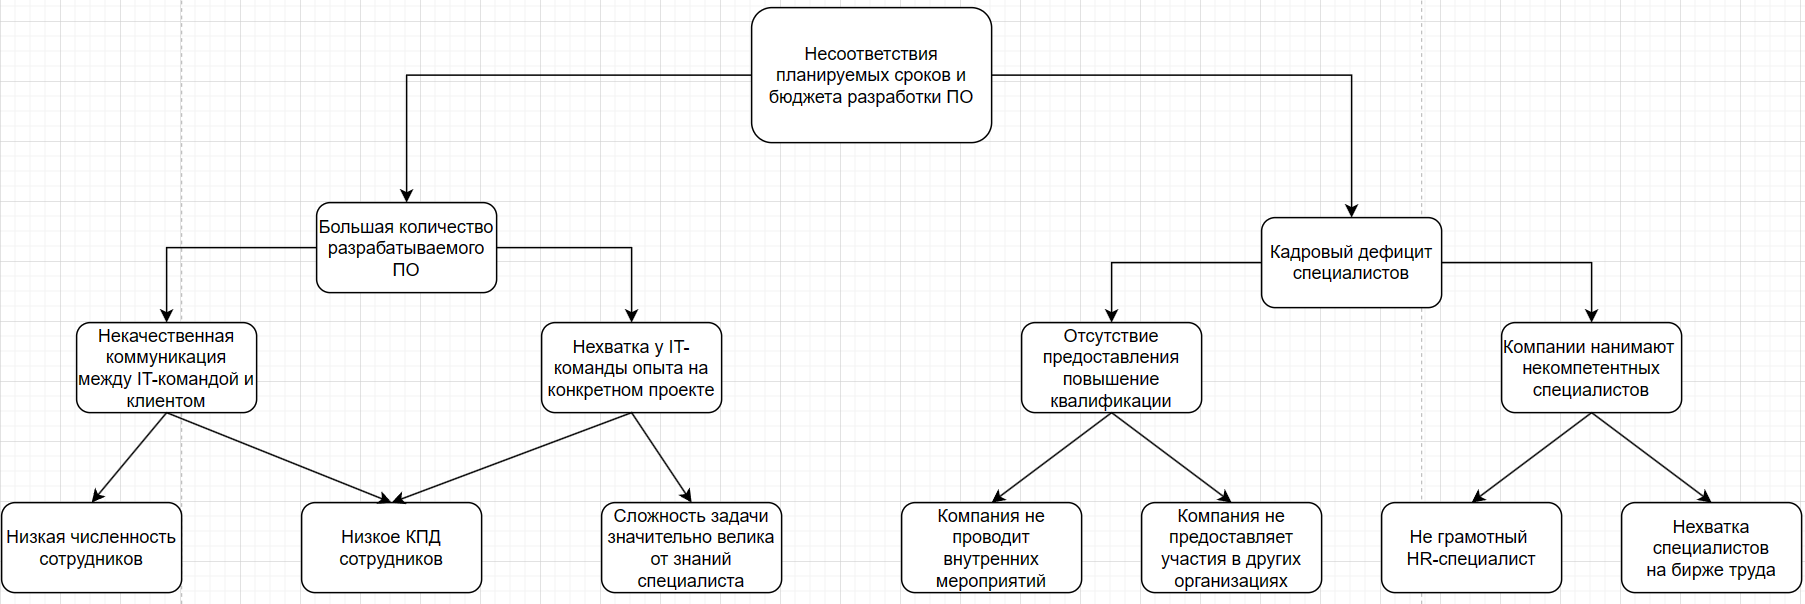 Несоответствия
планируемых сроков и
бюджета разработки ПО
Большая количество
разрабатываемого
ПО
Кадровый дефицит
специалистов
Некачественная
коммуникация
между IT-командой и
клиентом
Нехватка у IT-
команды опыта на
конкретном проекте
Отсутствие
предоставления
повышение
квалификации
Компании нанимают
некомпетентных
специалистов
Низкая численность
сотрудников
Низкое КПД
сотрудников
Сложность задачи
значительно велика
от знаний
специалиста
Компания не
проводит
внутренних
мероприятий
Компания не
предоставляет
участия в других
организациях
Не грамотный
HR-специалист
Нехватка
специалистов
на бирже труда